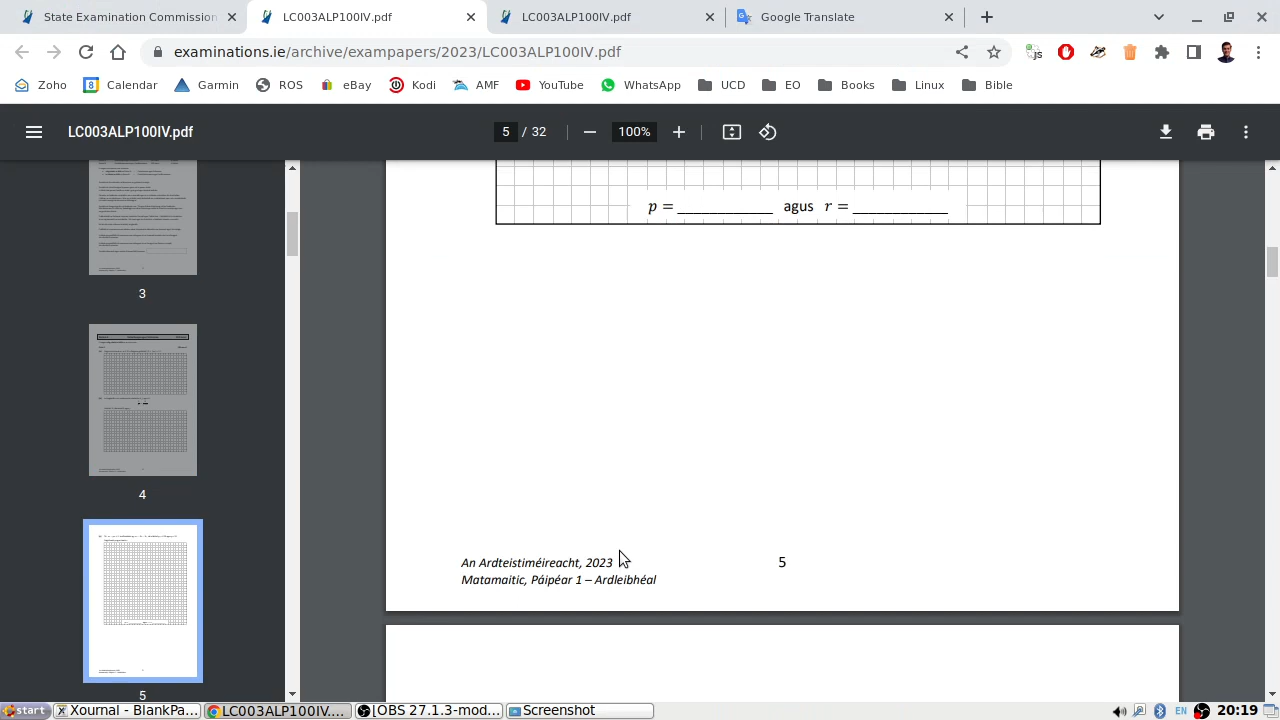 State Examination Commission
LC003ALP100IV.pdf
LC003ALP100IV.pdf
Google Translate
examinations.ie/archive/exampapers/2023/LC003ALP100IV.pdf
Zoho
Calendar
Garmin
ROS
eBay
Kodi
AMF
YouTube
WhatsApp
UCD
EO
Books
Linux
Bible
LC003ALP100IV.pdf
5 / 32
100%
3
4
5
p = ____________ agus r = ____________
An Ardteistiméireacht, 2023
5
Matamaitic, Páipéar 1 – Ardleibhéal
start
Xournal - BlankPa...
LC003ALP100IV....
[OBS 27.1.3-mod...
Screenshot
EN
20:19